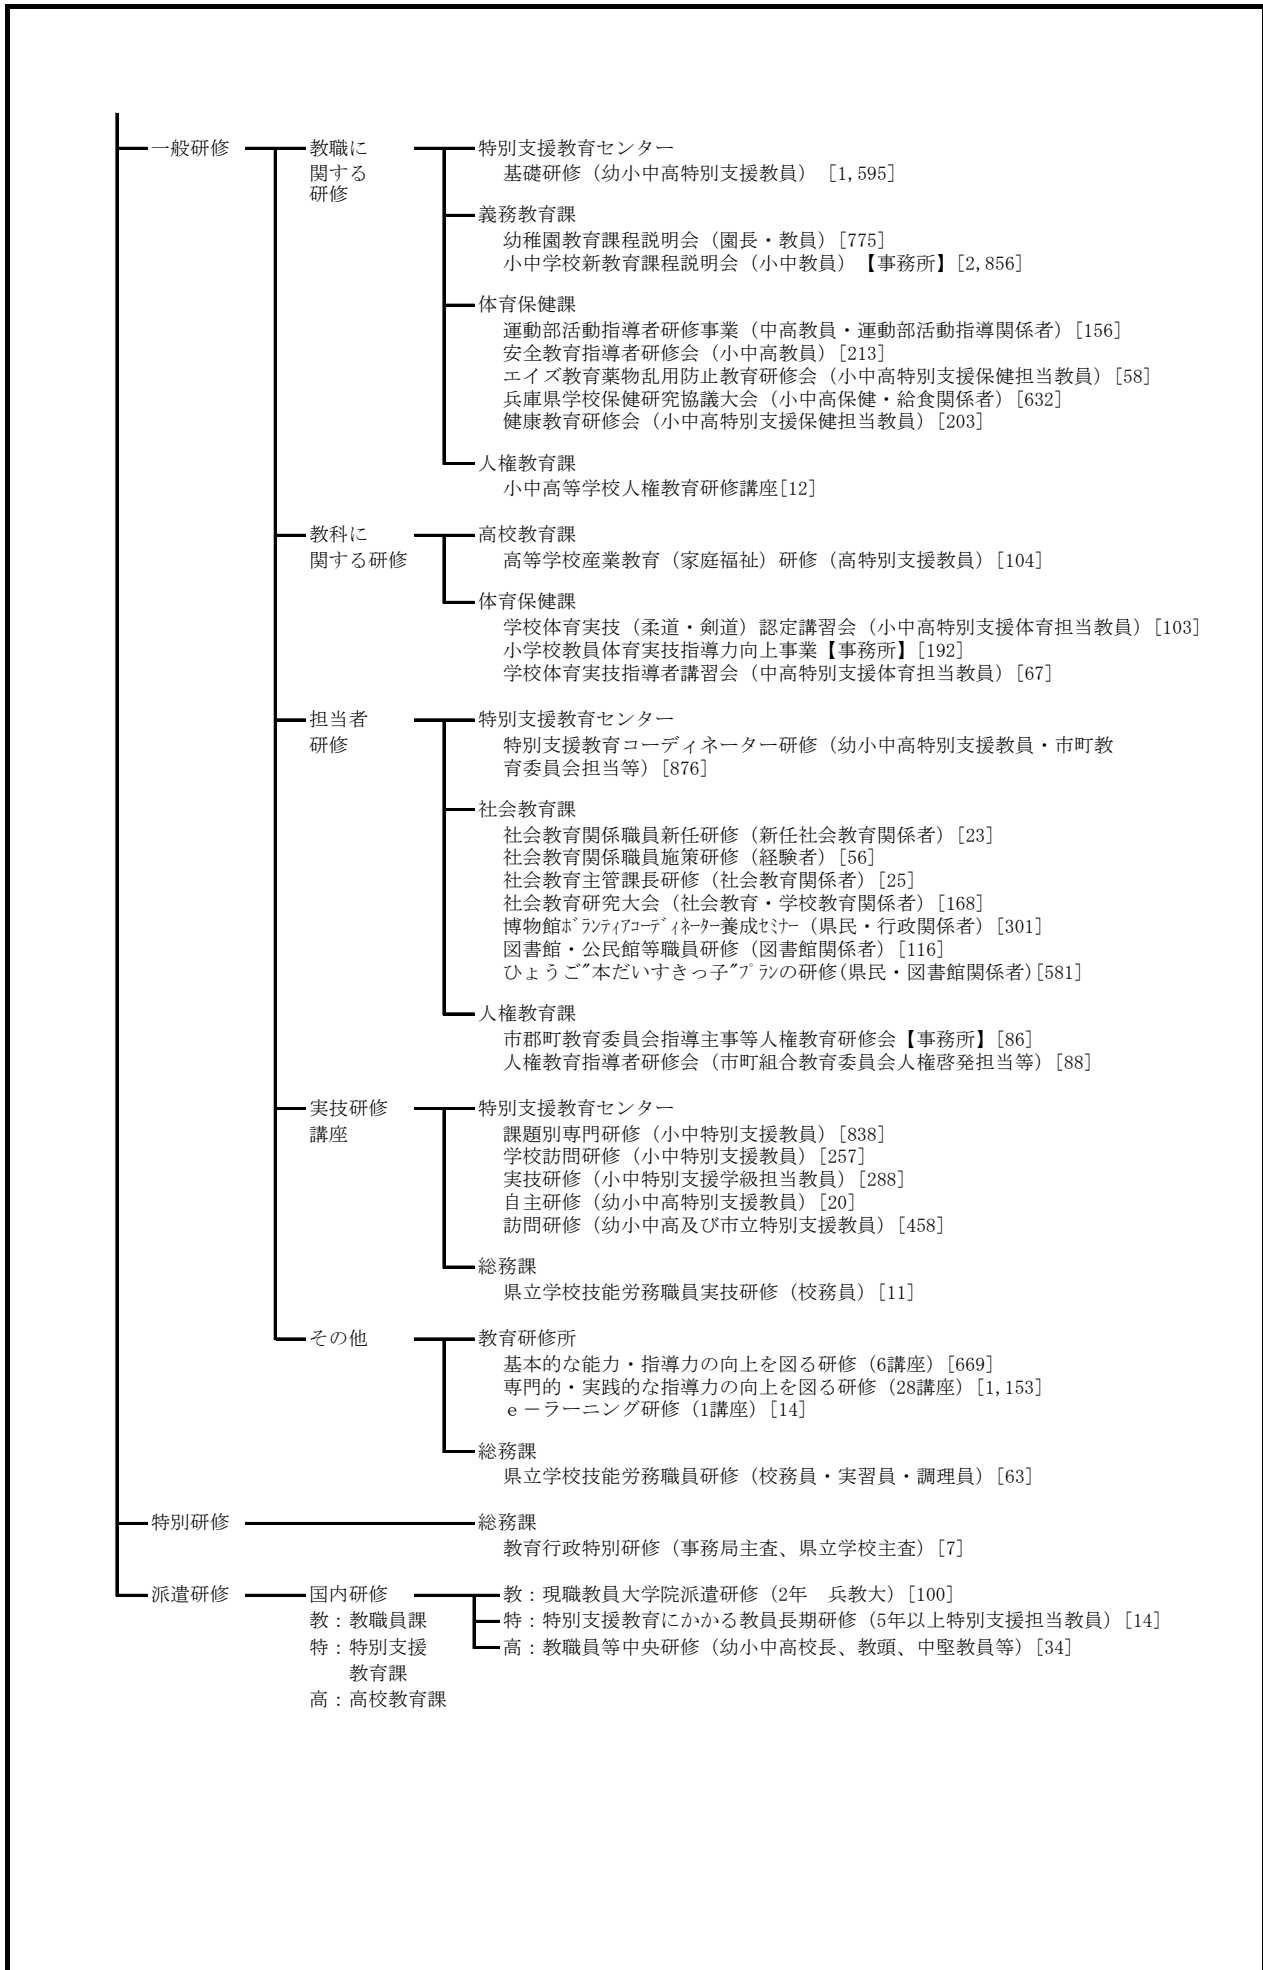 一般研修
教職に
関する
研修
特別支援教育センター
基礎研修（幼小中高特別支援教員） [1,595]
義務教育課
幼稚園教育課程説明会（園長・教員）[775]
小中学校新教育課程説明会（小中教員）【事務所】[2,856]
体育保健課
運動部活動指導者研修事業（中高教員・運動部活動指導関係者）[156]
安全教育指導者研修会（小中高教員）[213]
エイズ教育薬物乱用防止教育研修会（小中高特別支援保健担当教員）[58]
兵庫県学校保健研究協議大会（小中高保健・給食関係者）[632]
健康教育研修会（小中高特別支援保健担当教員）[203]
人権教育課
小中高等学校人権教育研修講座[12]
教科に
関する研修
高校教育課
高等学校産業教育（家庭福祉）研修（高特別支援教員）[104]
体育保健課
学校体育実技（柔道・剣道）認定講習会（小中高特別支援体育担当教員）[103]
小学校教員体育実技指導力向上事業【事務所】[192]
学校体育実技指導者講習会（中高特別支援体育担当教員）[67]
担当者
研修
特別支援教育センター
特別支援教育コーディネーター研修（幼小中高特別支援教員・市町教
育委員会担当等）[876]
社会教育課
社会教育関係職員新任研修（新任社会教育関係者）[23]
社会教育関係職員施策研修（経験者）[56]
社会教育主管課長研修（社会教育関係者）[25]
社会教育研究大会（社会教育・学校教育関係者）[168]
博物館ﾎﾞﾗﾝﾃｨｱｺｰﾃﾞｨﾈｰﾀｰ養成ｾﾐﾅｰ（県民・行政関係者）[301]
図書館・公民館等職員研修（図書館関係者）[116]
ひょうご"本だいすきっ子"ﾌﾟﾗﾝの研修(県民・図書館関係者)[581]
人権教育課
市郡町教育委員会指導主事等人権教育研修会【事務所】[86]
人権教育指導者研修会（市町組合教育委員会人権啓発担当等）[88]
実技研修
講座
特別支援教育センター
課題別専門研修（小中特別支援教員）[838]
学校訪問研修（小中特別支援教員）[257]
実技研修（小中特別支援学級担当教員）[288]
自主研修（幼小中高特別支援教員）[20]
訪問研修（幼小中高及び市立特別支援教員）[458]
総務課
県立学校技能労務職員実技研修（校務員）[11]
その他
教育研修所
基本的な能力・指導力の向上を図る研修（6講座）[669]
専門的・実践的な指導力の向上を図る研修（28講座）[1,153]
ｅ－ラーニング研修（1講座）[14]
総務課
県立学校技能労務職員研修（校務員・実習員・調理員）[63]
特別研修
総務課
教育行政特別研修（事務局主査、県立学校主査）[7]
派遣研修
国内研修
教：教職員課
特：特別支援
教育課
高：高校教育課
教：現職教員大学院派遣研修（2年　兵教大）[100]
特：特別支援教育にかかる教員長期研修（5年以上特別支援担当教員）[14]
高：教職員等中央研修（幼小中高校長、教頭、中堅教員等）[34]